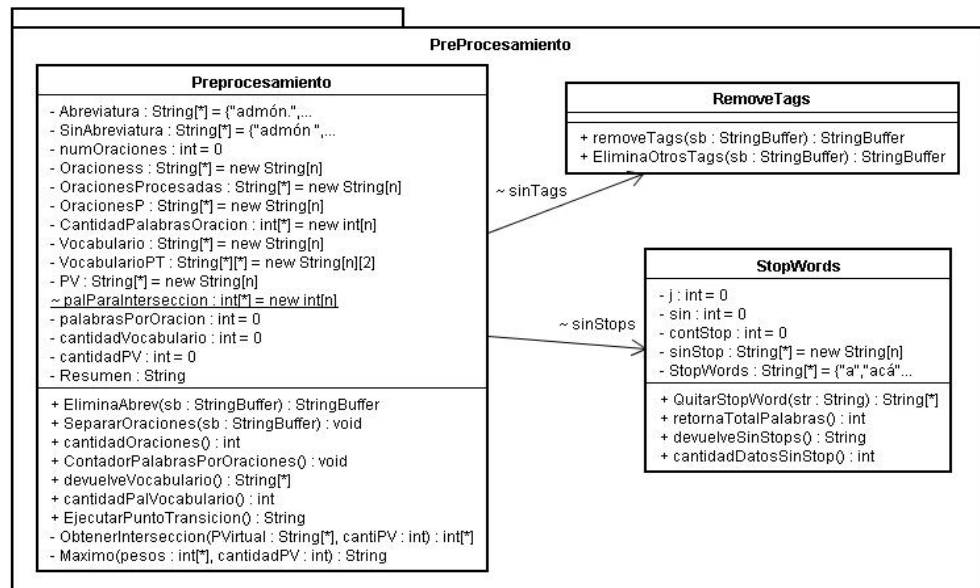 PreProcesamiento
Preprocesamiento
- Abreviatura : String[*] = {"admón.",...
- SinAbreviatura : String[*] = {"admón ",...
- numOraciones : int = 0
- Oracioness : String[*] = new String[n]
- OracionesProcesadas : String[*] = new String[n]
- OracionesP : String[*] = new String[n]
- CantidadPalabrasOracion : int[*] = new int[n]
- Vocabulario : String[*] = new String[n]
- VocabularioPT : String[*][*] = new String[n][2]
- PV : String[*] = new String[n]
~ palParaInterseccion : int[*] = new int[n]
- palabrasPorOracion : int = 0
- cantidadVocabulario : int = 0
- cantidadPV : int = 0
- Resumen : String
+ EliminaAbrev(sb : StringBuffer) : StringBuffer
+ SepararOraciones(sb : StringBuffer) : void
+ cantidadOraciones() : int
+ ContadorPalabrasPorOraciones() : void
+ devuelveVocabulario() : String[*]
+ cantidadPalVocabulario() : int
+ EjecutarPuntoTransicion() : String
- ObtenerInterseccion(PVirtual : String[*], cantiPV : int) : int[*]
- Maximo(pesos : int[*], cantidadPV : int) : String
~ sinTags
~ sinStops
RemoveTags
+ removeTags(sb : StringBuffer) : StringBuffer
+ EliminaOtrosTags(sb : StringBuffer) : StringBuffer
StopWords
- j : int = 0
- sin : int = 0
- contStop : int = 0
- sinStop : String[*] = new String[n]
- StopWords : String[*] = {"a","acá"...
+ QuitarStopWord(str : String) : String[*]
+ retornaTotalPalabras() : int
+ devuelveSinStops() : String
+ cantidadDatosSinStop() : int